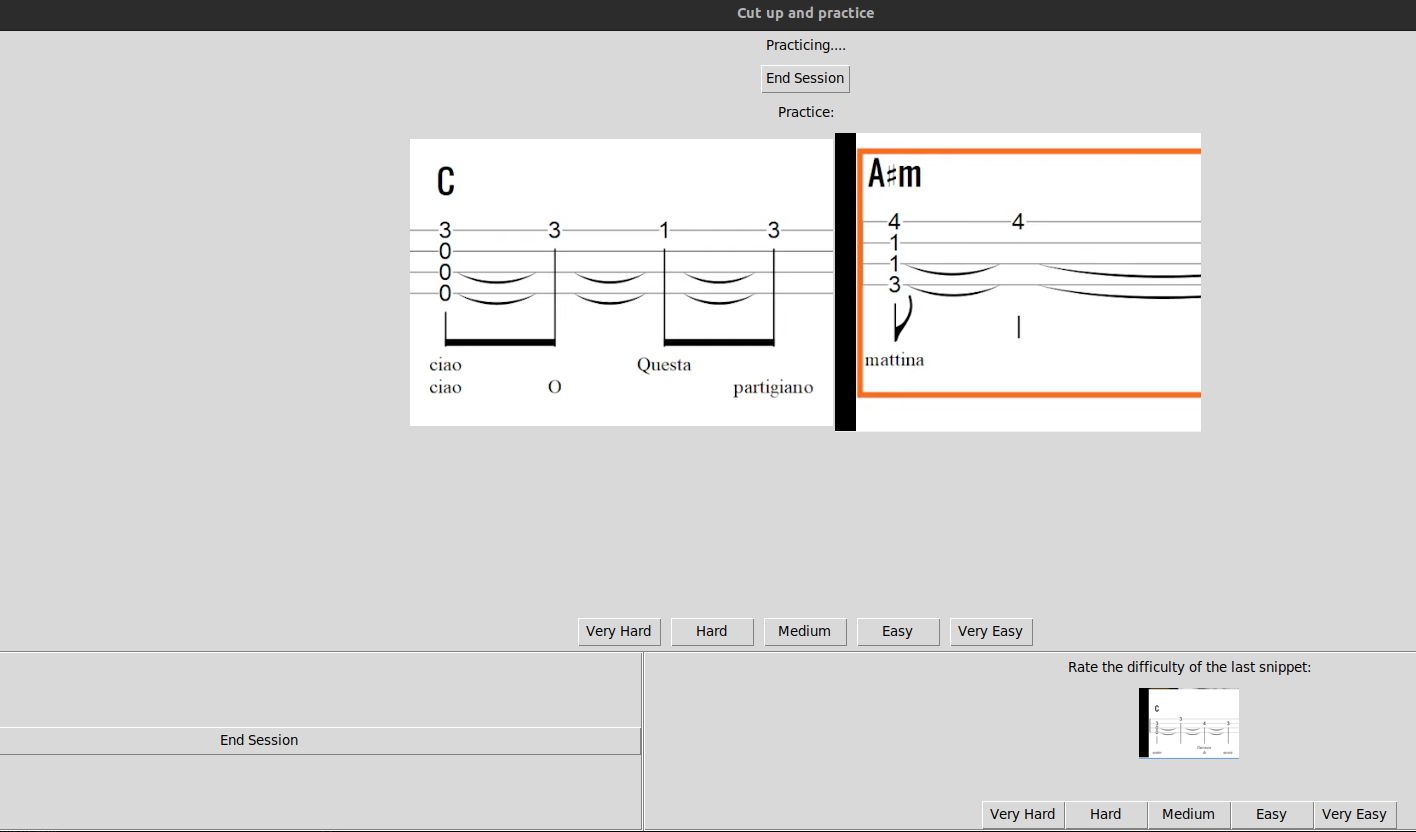 Cut up and practice
Practicing....
End Session
Practice:
C
3 3 1 3
0
0
0
ciao Questa
ciao O partigiano
A♯m
4 4
1
1
3
mattina
Very Hard Hard Medium Easy Very Easy
End Session
Rate the difficulty of the last snippet:
C
Very Hard Hard Medium Easy Very Easy